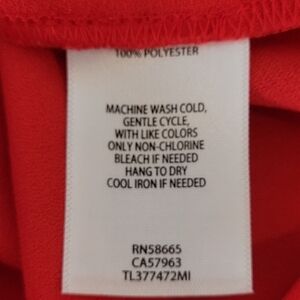 100% POLYESTER
MACHINE WASH COLD,
GENTLE CYCLE,
WITH LIKE COLORS
ONLY NON-CHLORINE
BLEACH IF NEEDED
HANG TO DRY
COOL IRON IF NEEDED
RN58665
CA57963
TL377472MI